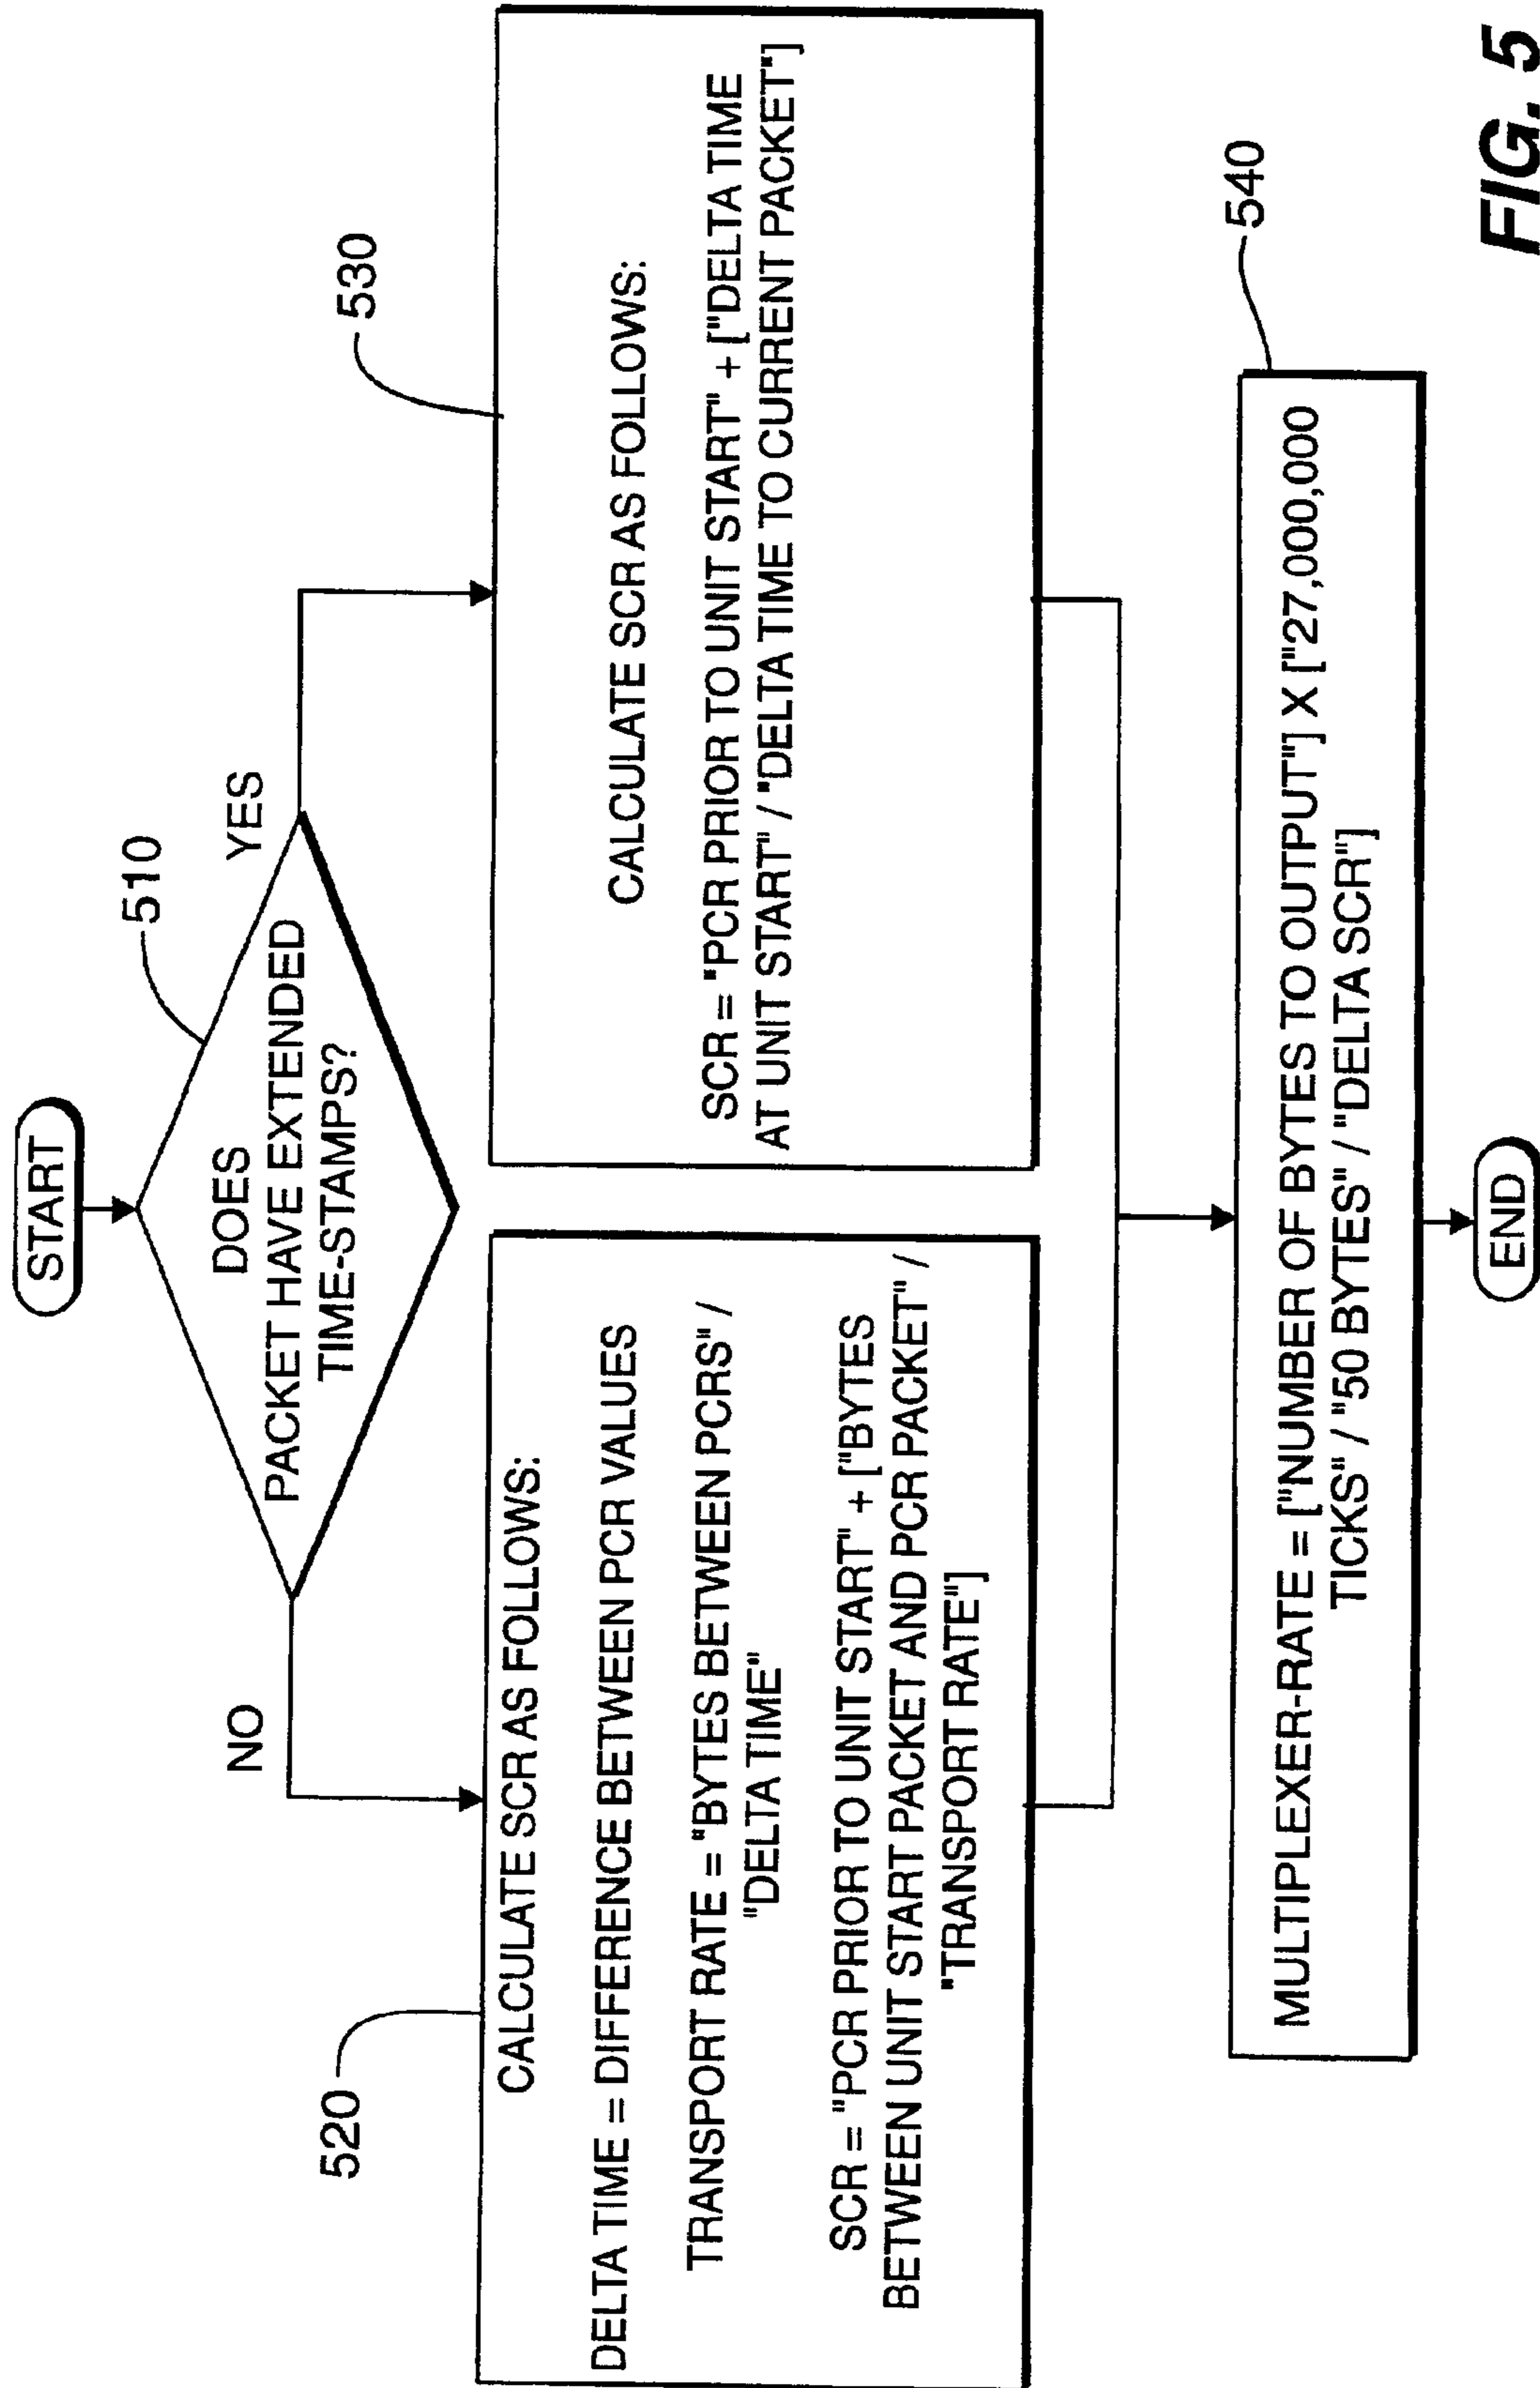 START
510
DOES
PACKET HAVE EXTENDED
TIME-STAMPS?
NO
YES
520
CALCULATE SCR AS FOLLOWS:
DELTA TIME = DIFFERENCE BETWEEN PCR VALUES
TRANSPORT RATE = "BYTES BETWEEN PCRS" /
"DELTA TIME"
SCR = "PCR PRIOR TO UNIT START" + ["BYTES
BETWEEN UNIT START PACKET AND PCR PACKET" /
"TRANSPORT RATE"]
530
CALCULATE SCR AS FOLLOWS:
SCR = "PCR PRIOR TO UNIT START" + ["DELTA TIME
AT UNIT START" / "DELTA TIME TO CURRENT PACKET"]
540
MULTIPLEXER-RATE = ["NUMBER OF BYTES TO OUTPUT"] X ["27,000,000
TICKS" / "50 BYTES" / "DELTA SCR"]
END
FIG. 5